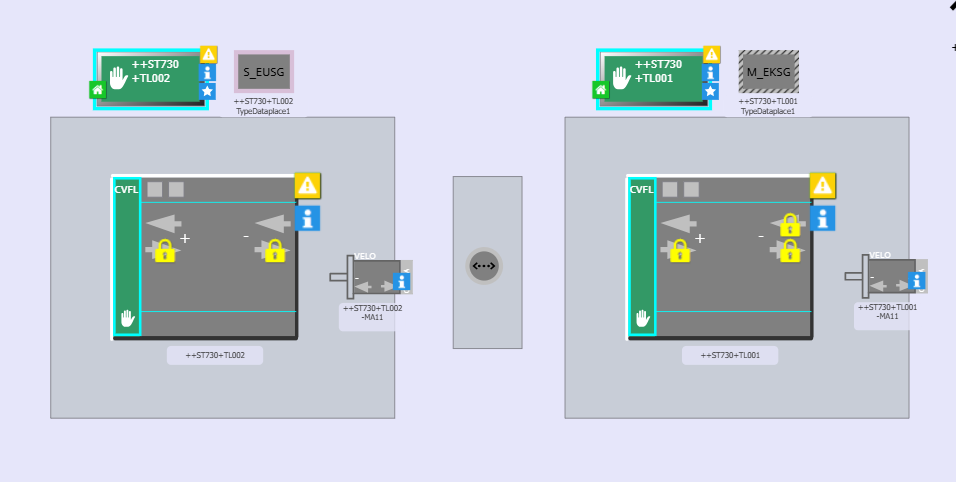 ++ST730
+TL002
S_EUSG
++ST730+TL002
TypeDataplace1
++ST730
+TL001
M_EKSG
++ST730+TL001
TypeDataplace1
CVFL
+
-
VELO
-
++ST730+TL002
-MA11
++ST730+TL002
CVFL
+
-
VELO
-
++ST730+TL001
-MA11
++ST730+TL001